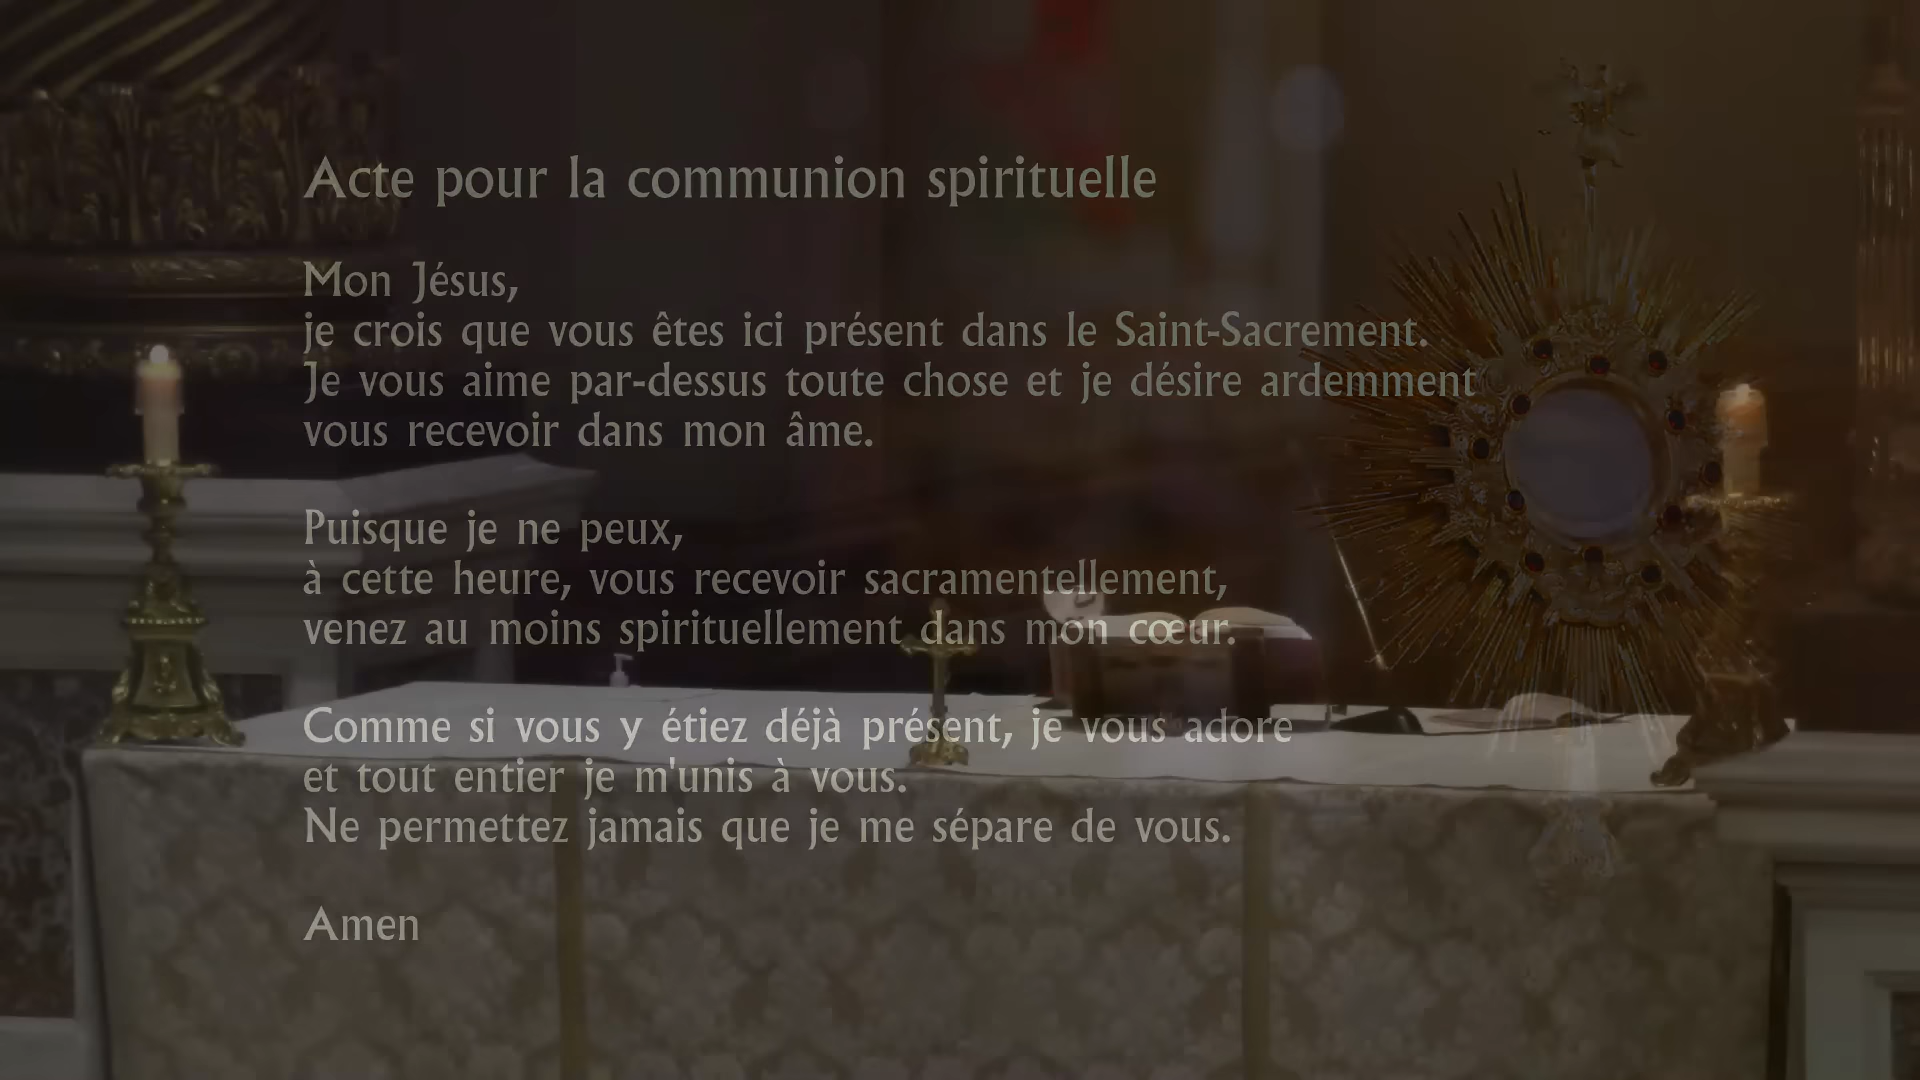 Acte pour la communion spirituelle
Mon Jésus,
je crois que vous êtes ici présent dans le Saint-Sacrement.
Je vous aime par-dessus toute chose et je désire ardemment
vous recevoir dans mon âme.
Puisque je ne peux,
à cette heure, vous recevoir sacramentellement,
venez au moins spirituellement dans mon cœur.
Comme si vous y étiez déjà présent, je vous adore
et tout entier je m'unis à vous.
Ne permettez jamais que je me sépare de vous.
Amen